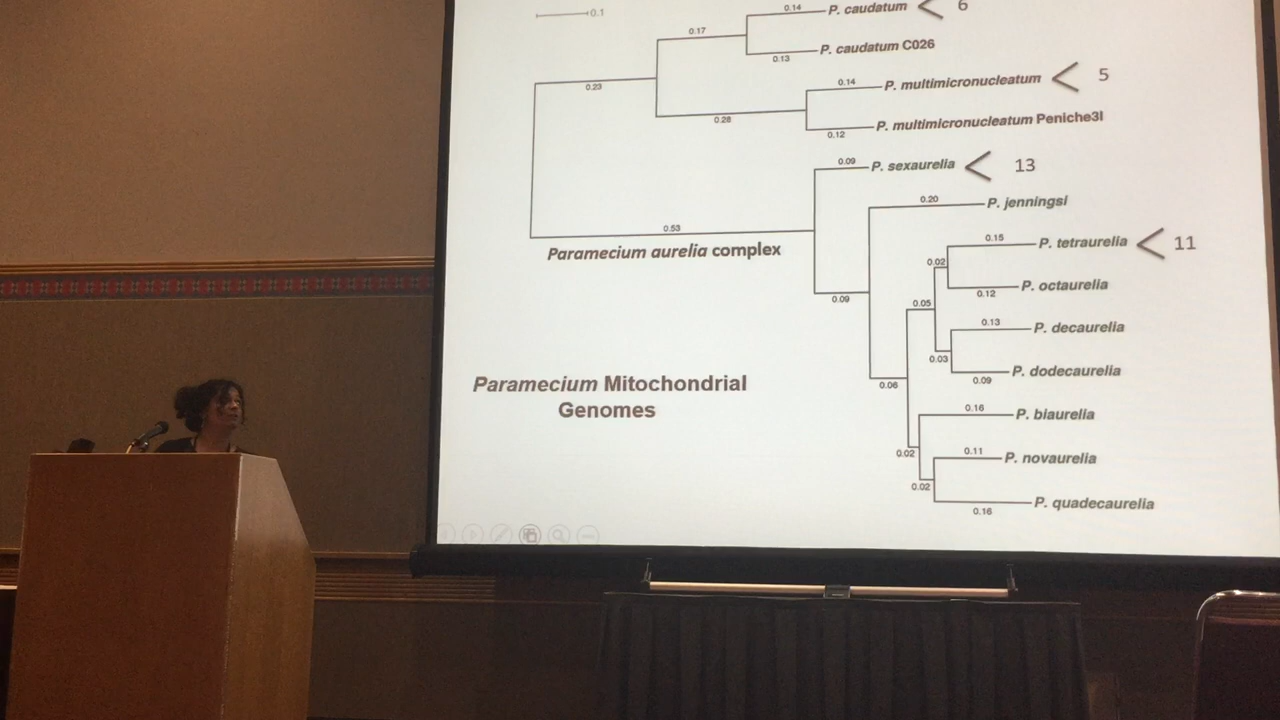 0.1
0.14 P. caudatum 6
0.17
0.13 P. caudatum C026
0.23
0.14 P. multimicronucleatum 5
0.28
0.12 P. multimicronucleatum Peniche3I
0.09 P. sexaurelia 13
0.20 P. jenningsi
0.53
Paramecium aurelia complex
0.15 P. tetraurelia 11
0.02
0.12 P. octaurelia
0.09
0.05
0.13 P. decaurelia
0.03
0.09 P. dodecaurelia
0.06
Paramecium Mitochondrial
Genomes
0.16 P. biaurelia
0.02
0.11 P. novaurelia
0.02
0.16 P. quadecaurelia